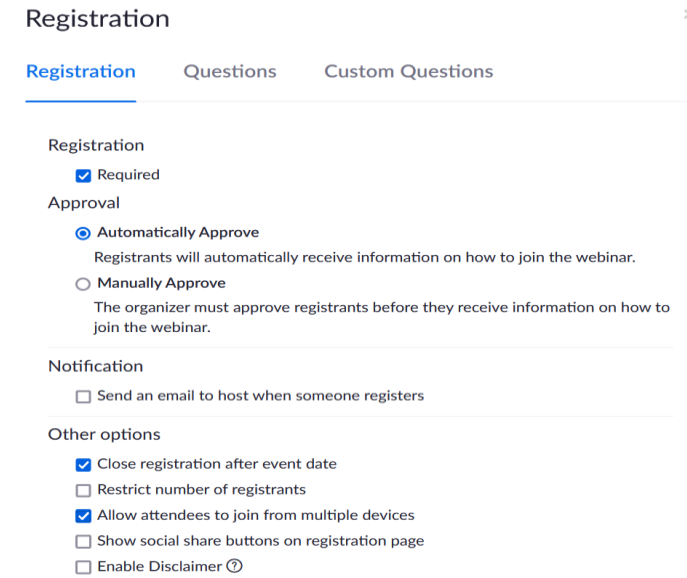 Registration
Registration Questions Custom Questions
Registration
Required
Approval
Automatically Approve
Registrants will automatically receive information on how to join the webinar.
Manually Approve
The organizer must approve registrants before they receive information on how to
join the webinar.
Notification
Send an email to host when someone registers
Other options
Close registration after event date
Restrict number of registrants
Allow attendees to join from multiple devices
Show social share buttons on registration page
Enable Disclaimer ?